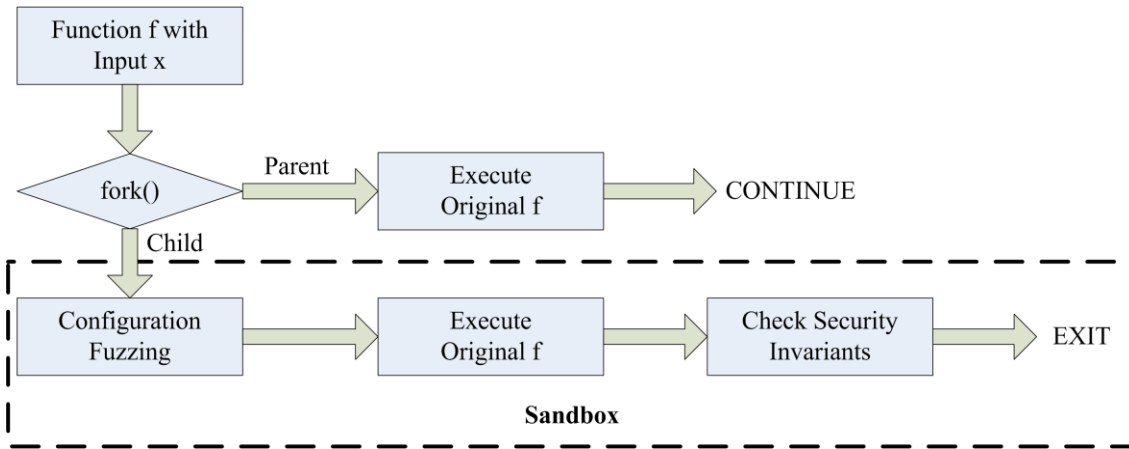 Function f with
Input x
fork()
Parent
Execute
Original f
CONTINUE
Child
Configuration
Fuzzing
Execute
Original f
Check Security
Invariants
EXIT
Sandbox